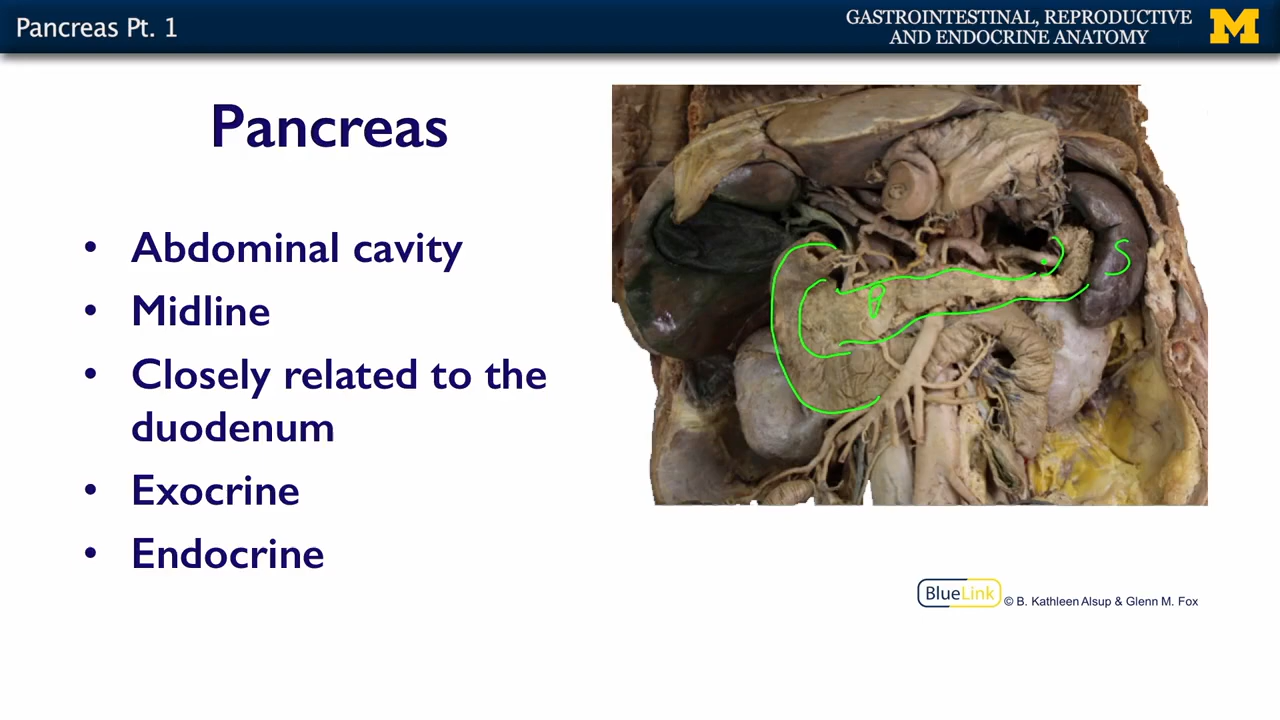 Pancreas Pt. 1
GASTROINTESTINAL, REPRODUCTIVE
AND ENDOCRINE ANATOMY
M
Pancreas
• Abdominal cavity
• Midline
• Closely related to the
duodenum
• Exocrine
• Endocrine
P
S
BlueLink © B. Kathleen Alsup & Glenn M. Fox